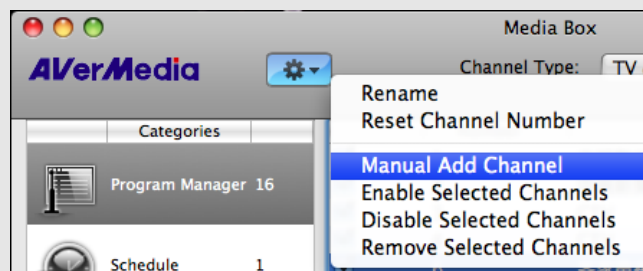 Media Box
AVerMedia
Channel Type: TV
Rename
Reset Channel Number
Categories
Manual Add Channel
Program Manager 16
Enable Selected Channels
Disable Selected Channels
Remove Selected Channels
Schedule 1